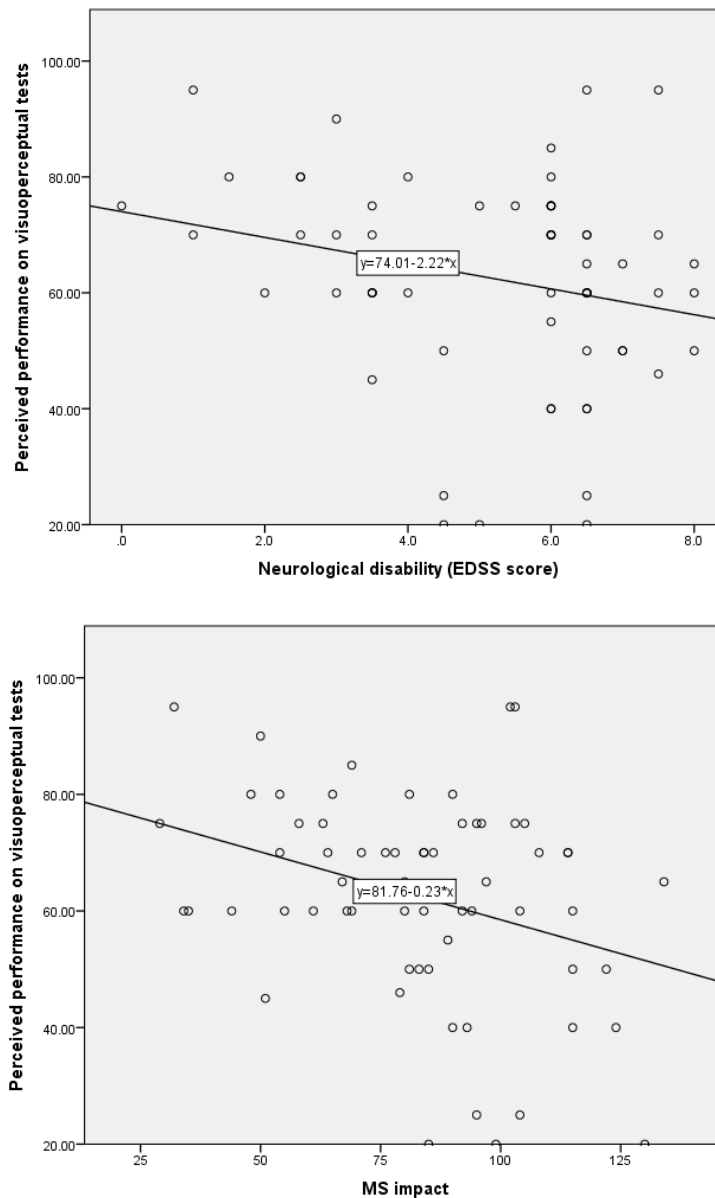 100.00
80.00
60.00
40.00
20.00
Perceived performance on visuoperceptual tests
y=74.01-2.22*x
.0 2.0 4.0 6.0 8.0
Neurological disability (EDSS score)
100.00
80.00
60.00
40.00
20.00
Perceived performance on visuoperceptual tests
y=81.76-0.23*x
25 50 75 100 125
MS impact